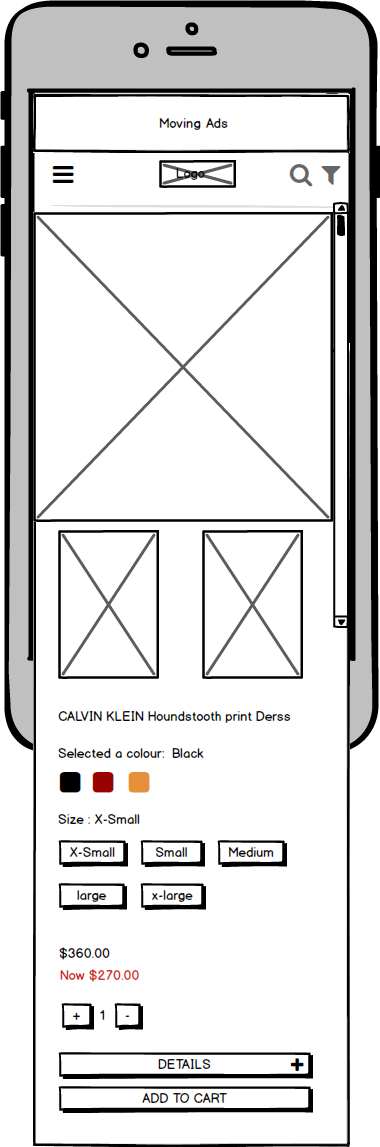 Moving Ads
Logo
CALVIN KLEIN Houndstooth print Derss
Selected a colour: Black
Size : X-Small
X-Small Small Medium
large x-large
$360.00
Now $270.00
+ 1 -
DETAILS +
ADD TO CART